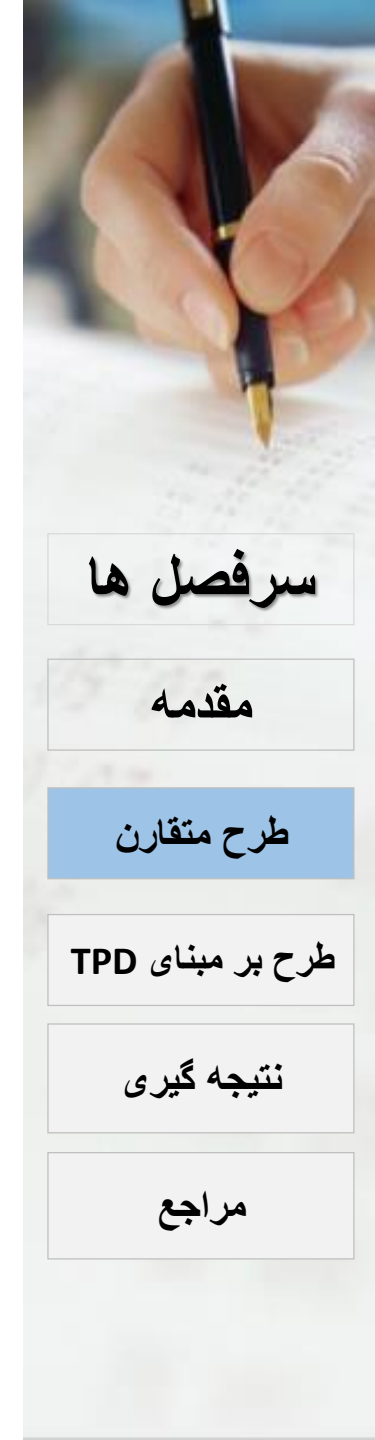 سرفصل ها
مقدمه
طرح متقارن
طرح بر مبنای TPD
نتیجه گیری
مراجع